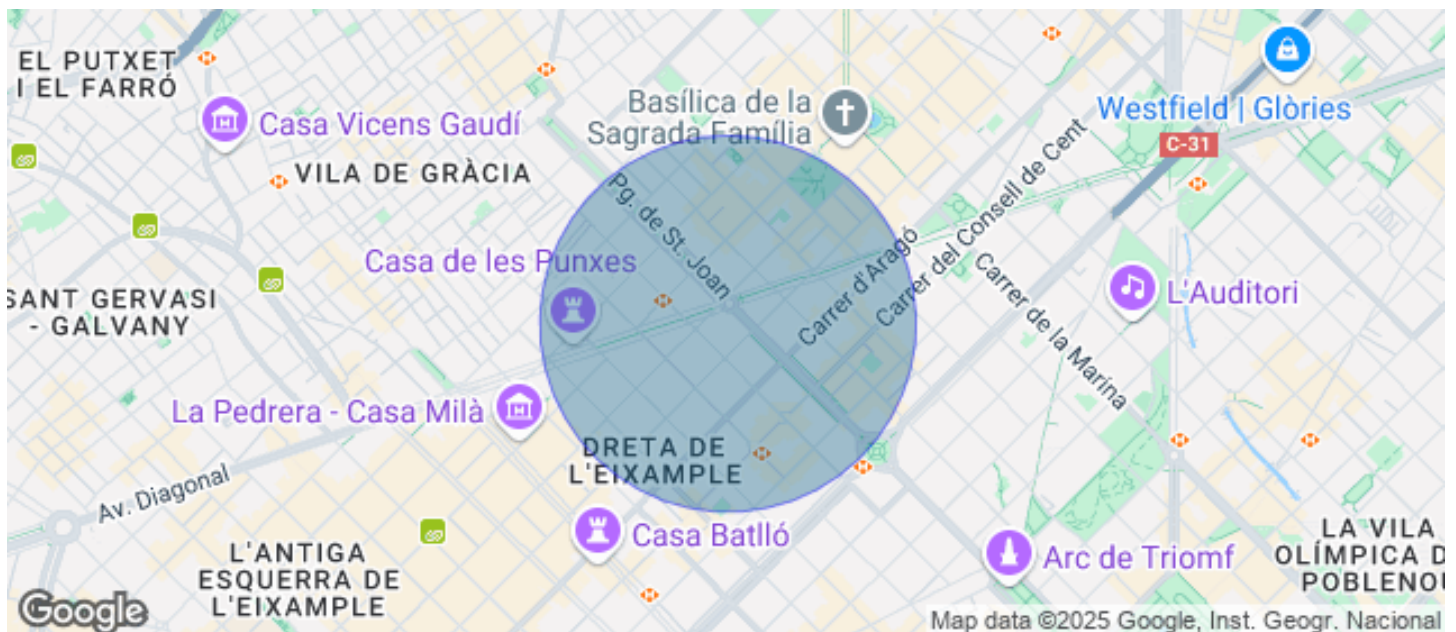 EL PUTXET
I EL FARRÓ
Casa Vicens Gaudí
Basílica de la
Sagrada Família
Westfield | Glòries
C-31
VILA DE GRÀCIA
Pg. de St. Joan
Carrer del Consell de Cent
Carrer d'Aragó
Casa de les Punxes
SANT GERVASI
- GALVANY
L'Auditori
Carrer de la Marina
La Pedrera - Casa Milà
DRETA DE
L'EIXAMPLE
Av. Diagonal
Casa Batlló
L'ANTIGA
ESQUERRA DE
L'EIXAMPLE
Arc de Triomf
LA VILA
OLÍMPICA D
POBLENOU
Google
Map data ©2025 Google, Inst. Geogr. Nacional